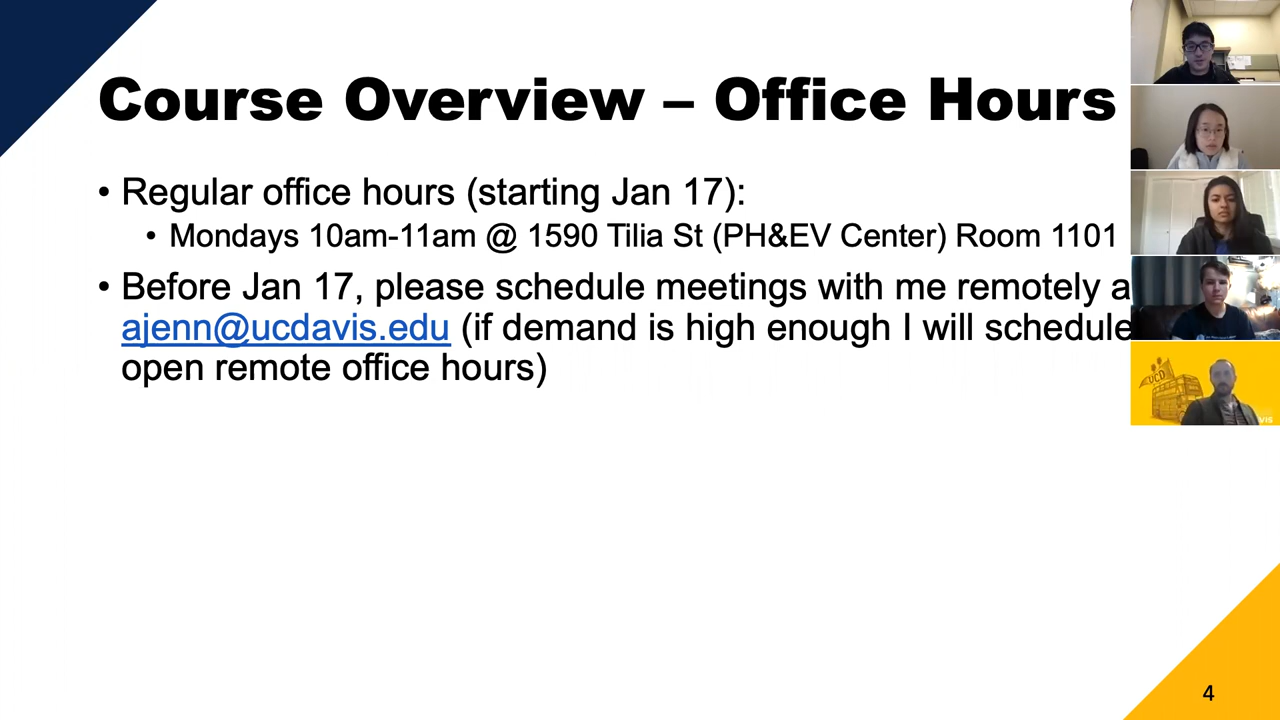 Course Overview – Office Hours
• Regular office hours (starting Jan 17):
• Mondays 10am-11am @ 1590 Tilia St (PH&EV Center) Room 1101
• Before Jan 17, please schedule meetings with me remotely a
ajenn@ucdavis.edu (if demand is high enough I will schedule
open remote office hours)
UCD
4